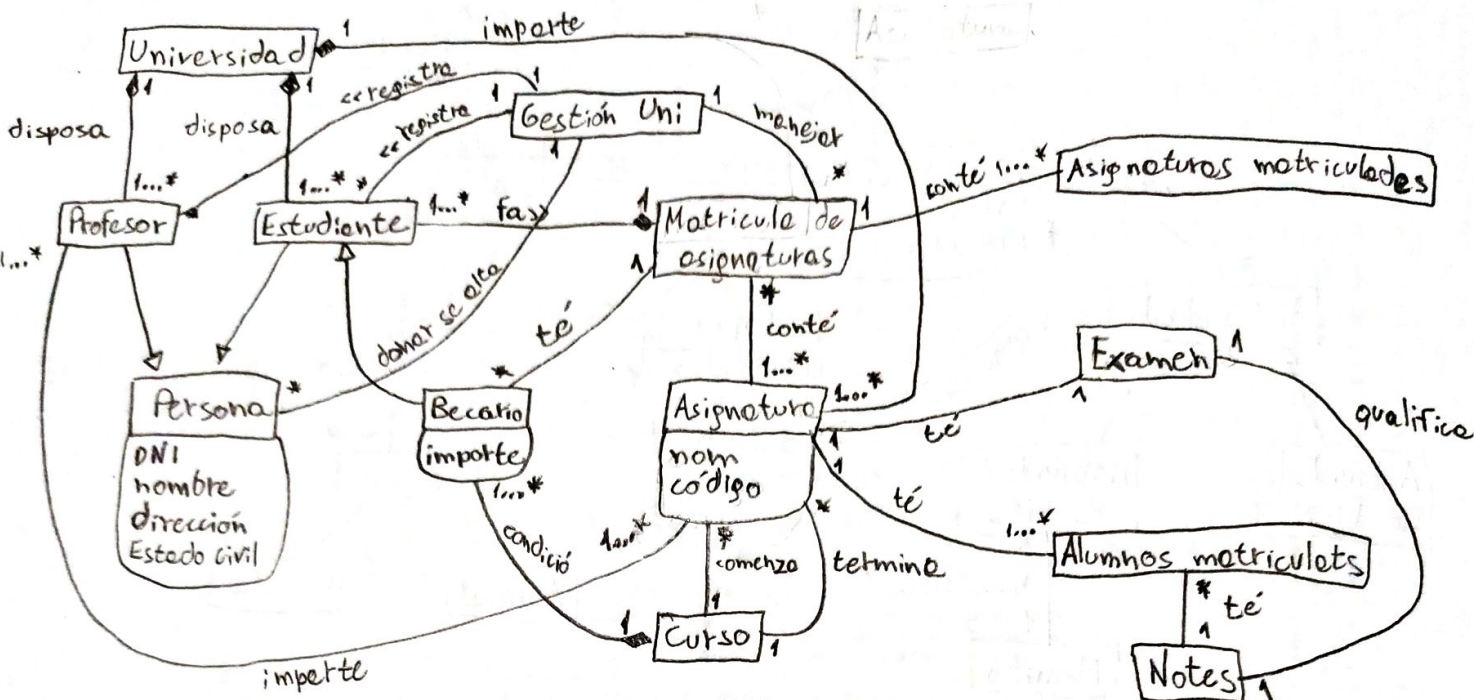 1 importe
Universidad
1 1
<<registra 1
disposa disposa
<<registra 1 Gestión Uni 1 manejar
1
1...* 1...* * * conté 1...* Asignaturas matriculades
Profesor Estudiante 1...* fa>> 1 Matricula de 1
asignaturas
1...* 1
donar se alta té * conté
1...*
* * 1...* Examen 1
Persona Becario Asignatura té 1
DNI importe nom 1 qualifica
nombre código 1
dirección 1...* té
Estado civil condició 1...* * * 1...*
comenza termina Alumnos matriculats
1 * té
1 Curso 1 1
importe Notes 1